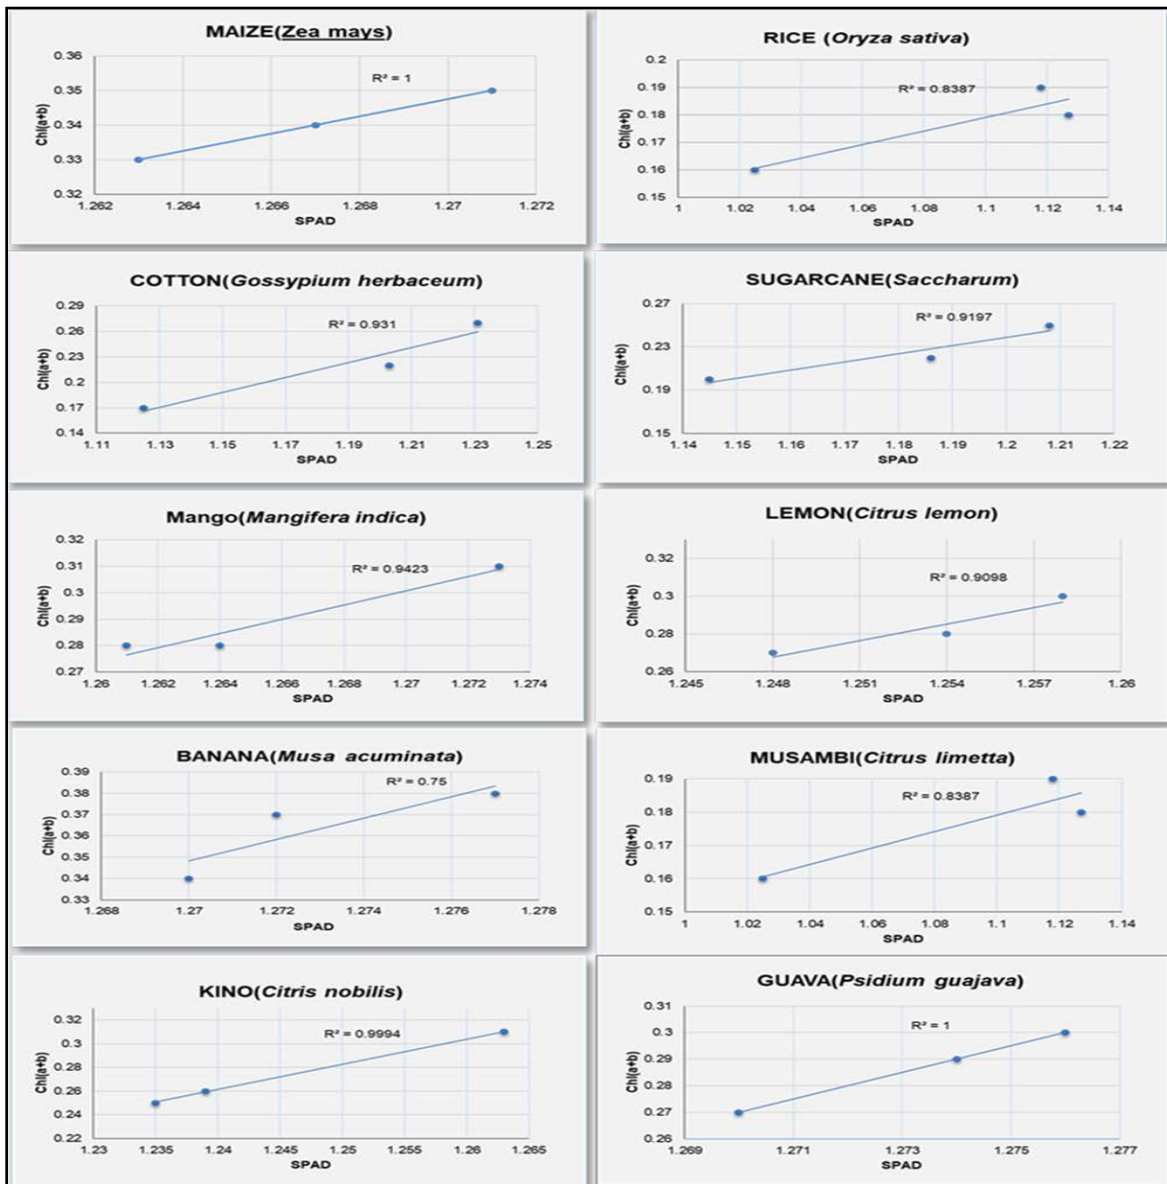 MAIZE(Zea mays)
0.36
0.35
0.34
0.33
0.32
Chl(a+b)
R² = 1
1.262 1.264 1.266 1.268 1.27 1.272
SPAD
RICE (Oryza sativa)
0.2
0.19
0.18
0.17
0.16
0.15
Chl(a+b)
R² = 0.8387
1 1.02 1.04 1.06 1.08 1.1 1.12 1.14
SPAD
COTTON(Gossypium herbaceum)
0.29
0.26
0.23
0.2
0.17
0.14
Chl(a+b)
R² = 0.931
1.11 1.13 1.15 1.17 1.19 1.21 1.23 1.25
SPAD
SUGARCANE(Saccharum)
0.27
0.23
0.19
0.15
Chl(a+b)
R² = 0.9197
1.14 1.15 1.16 1.17 1.18 1.19 1.2 1.21 1.22
SPAD
Mango(Mangifera indica)
0.32
0.31
0.3
0.29
0.28
0.27
Chl(a+b)
R² = 0.9423
1.26 1.262 1.264 1.266 1.268 1.27 1.272 1.274
SPAD
LEMON(Citrus lemon)
0.32
0.3
0.28
0.26
Chl(a+b)
R² = 0.9098
1.245 1.248 1.251 1.254 1.257 1.26
SPAD
BANANA(Musa acuminata)
0.39
0.38
0.37
0.36
0.35
0.34
0.33
Chl(a+b)
R² = 0.75
1.268 1.27 1.272 1.274 1.276 1.278
SPAD
MUSAMBI(Citrus limetta)
0.19
0.18
0.17
0.16
0.15
Chl(a+b)
R² = 0.8387
1 1.02 1.04 1.06 1.08 1.1 1.12 1.14
SPAD
KINO(Citris nobilis)
0.32
0.3
0.28
0.26
0.24
0.22
Chl(a+b)
R² = 0.9994
1.23 1.235 1.24 1.245 1.25 1.255 1.26 1.265
SPAD
GUAVA(Psidium guajava)
0.31
0.3
0.29
0.28
0.27
0.26
Chl(a+b)
R² = 1
1.269 1.271 1.273 1.275 1.277
SPAD